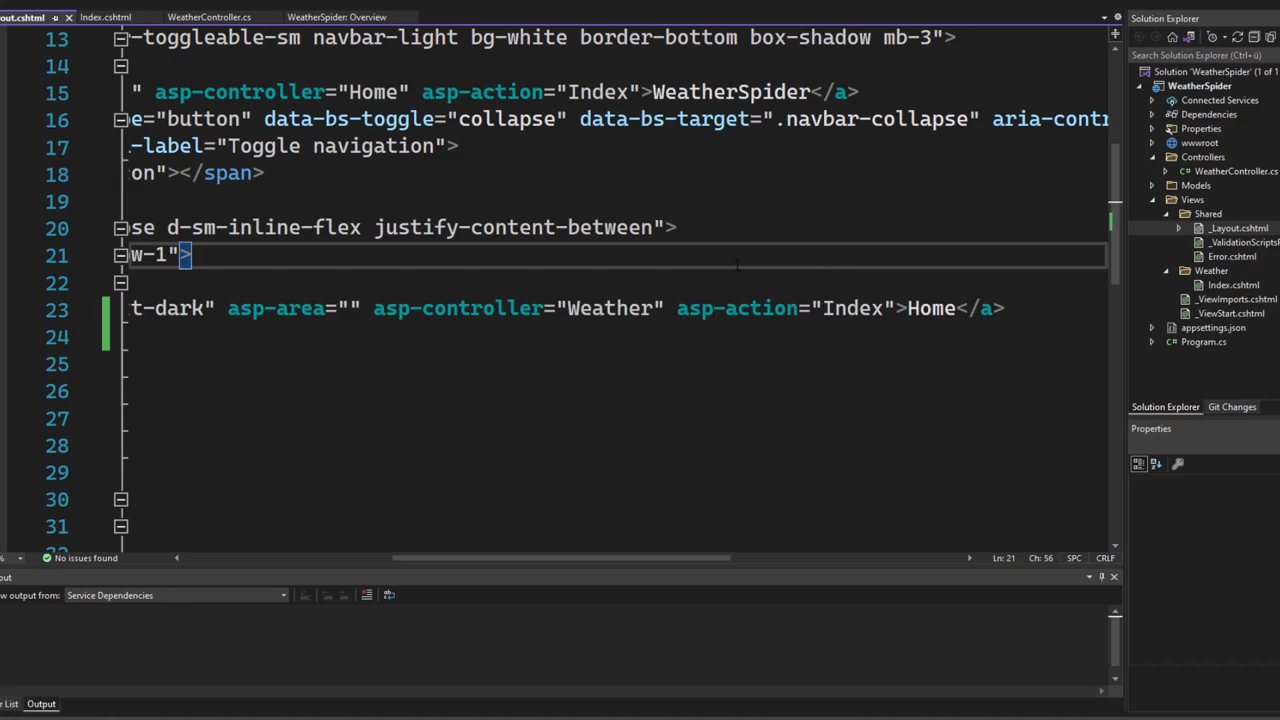 out.cshtml
Index.cshtml
WeatherController.cs
WeatherSpider: Overview
13 -toggleable-sm navbar-light bg-white border-bottom box-shadow mb-3">
14
15 " asp-controller="Home" asp-action="Index">WeatherSpider</a>
16 e="button" data-bs-toggle="collapse" data-bs-target=".navbar-collapse" aria-contr
17 -label="Toggle navigation">
18 on"></span>
19
20 se d-sm-inline-flex justify-content-between">
21 w-1">
22
23 t-dark" asp-area="" asp-controller="Weather" asp-action="Index">Home</a>
24
25
26
27
28
29
30
31
No issues found
Ln: 21 Ch: 56 SPC CRLF
w output from: Service Dependencies
r List
Output
Solution Explorer
Search Solution Explorer (Ctrl+ü)
Solution 'WeatherSpider' (1 of 1
WeatherSpider
Connected Services
Dependencies
Properties
wwwroot
Controllers
WeatherController.cs
Models
Views
Shared
_Layout.cshtml
_ValidationScripts
Error.cshtml
Weather
Index.cshtml
_ViewImports.cshtml
_ViewStart.cshtml
appsettings.json
Program.cs
Solution Explorer
Git Changes
Properties